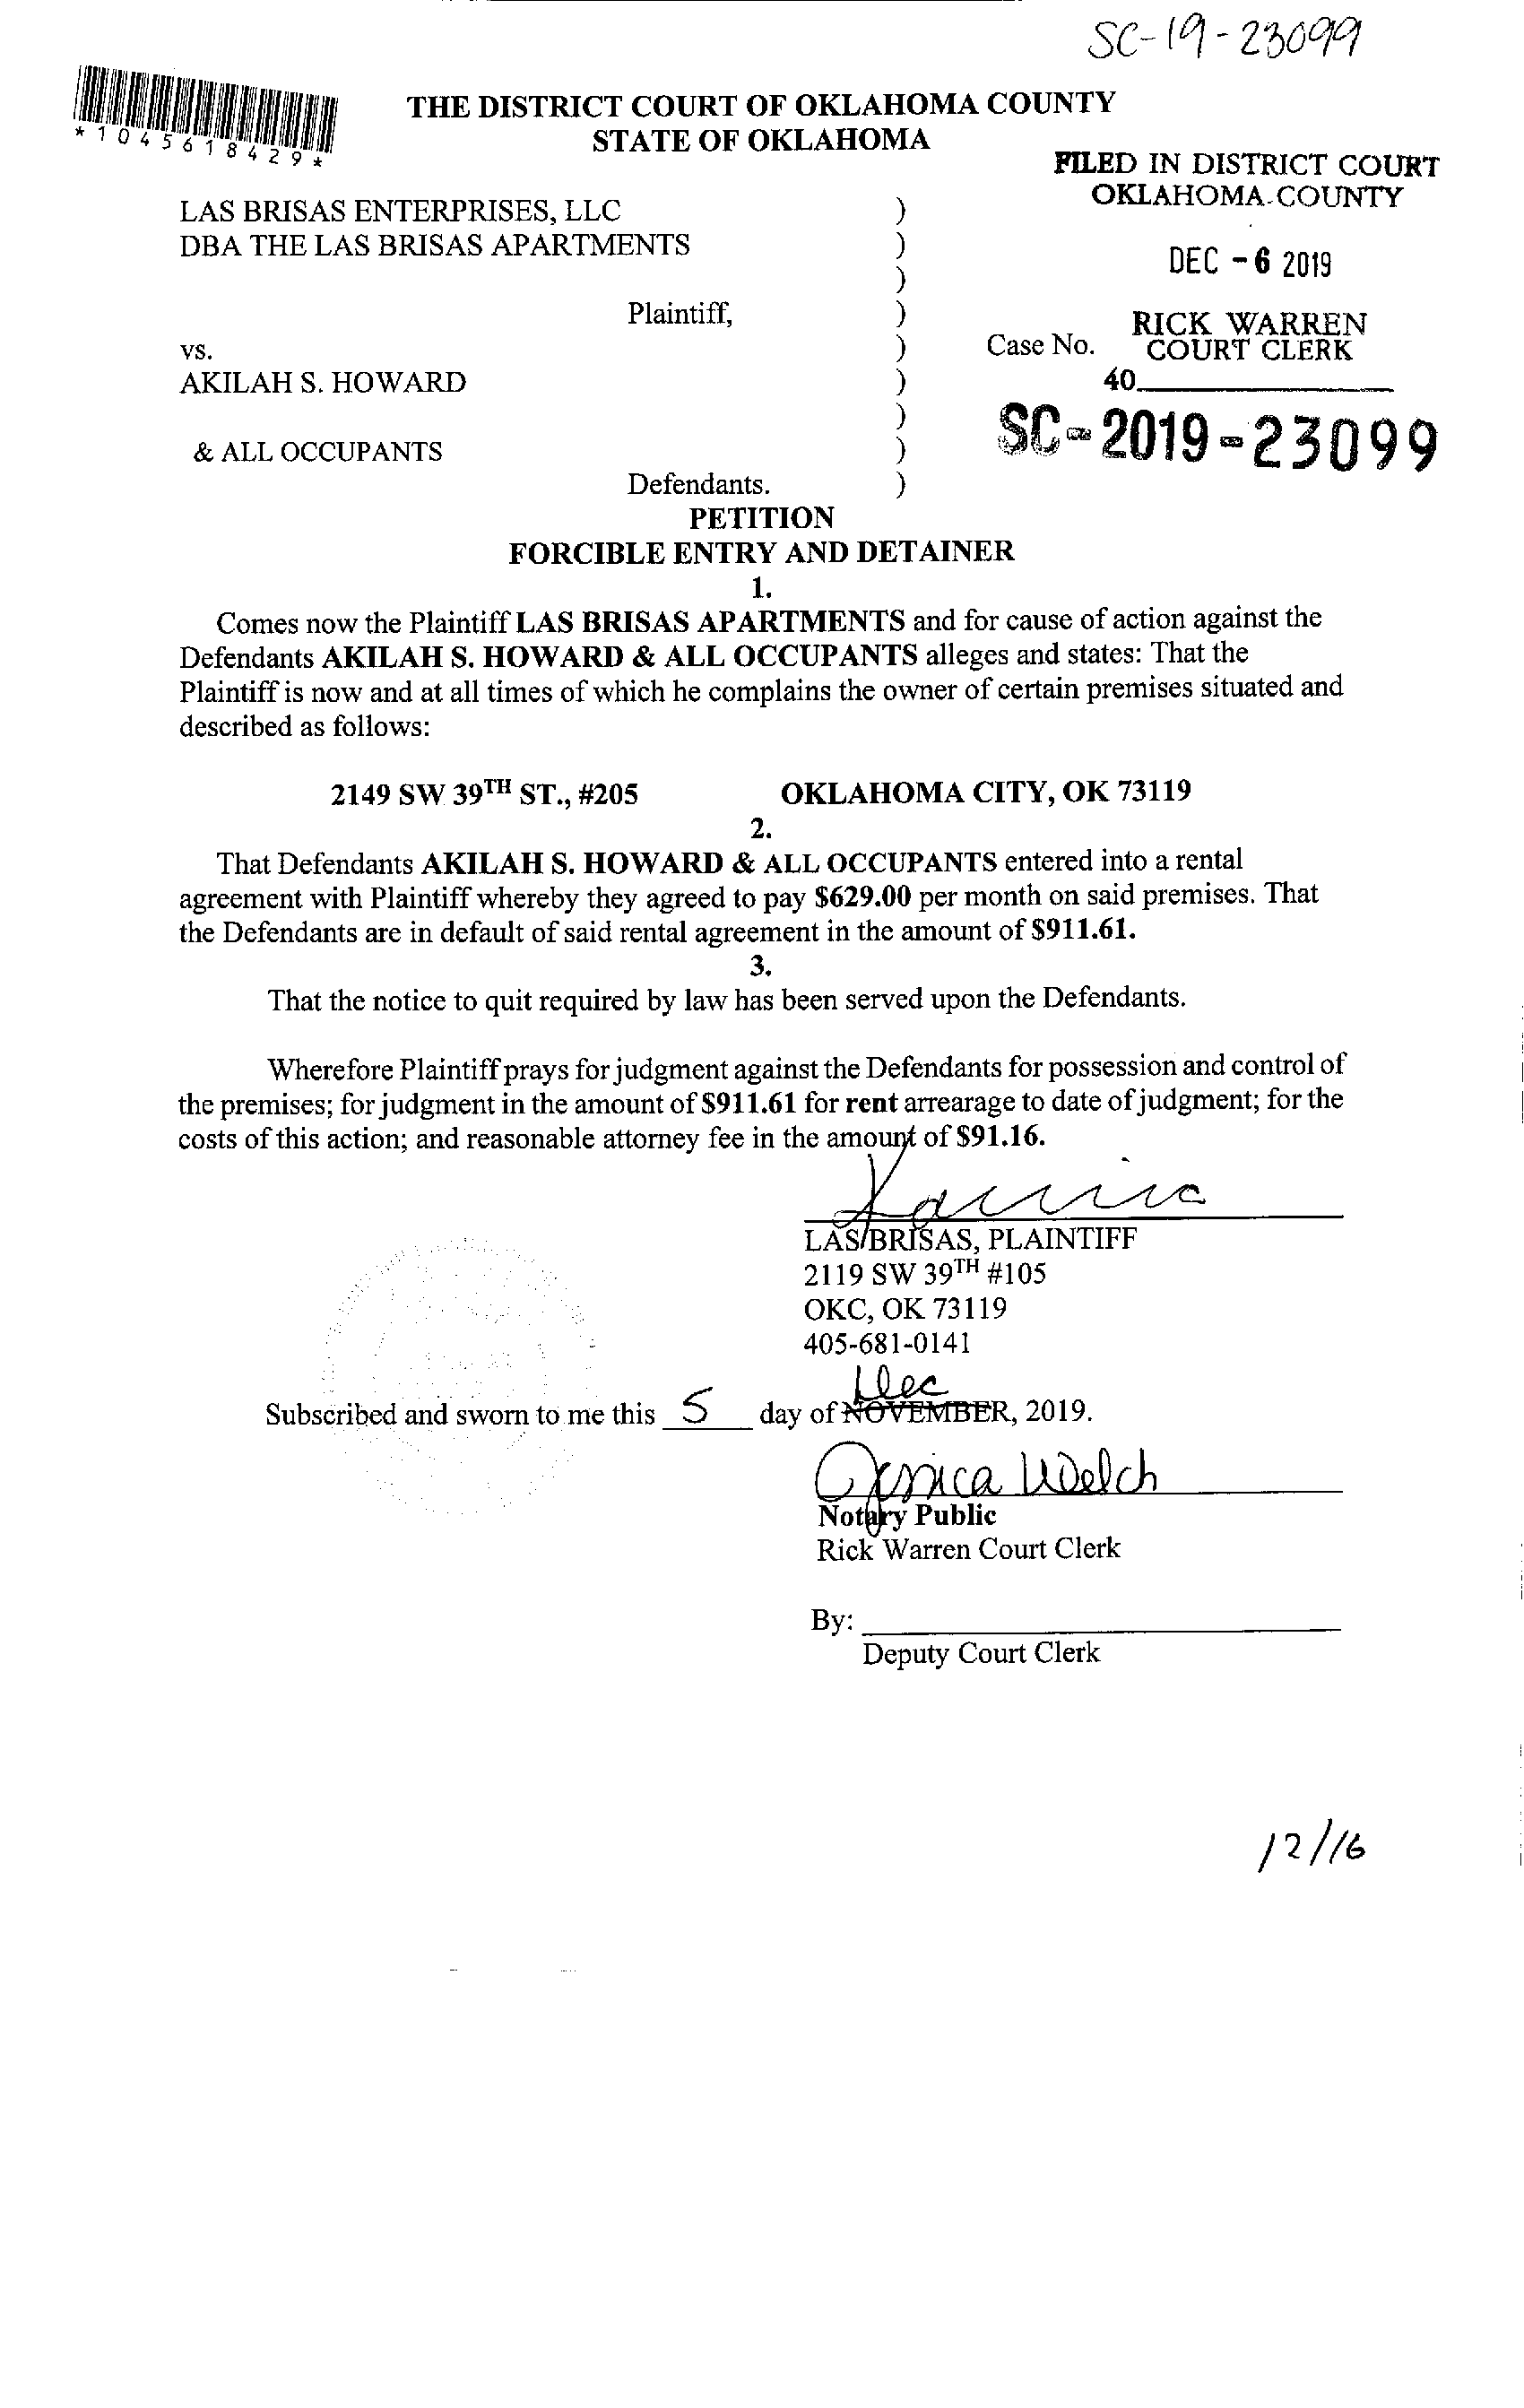 SC-19-23099
*1045618429*
THE DISTRICT COURT OF OKLAHOMA COUNTY
STATE OF OKLAHOMA
FILED IN DISTRICT COURT
OKLAHOMA COUNTY
LAS BRISAS ENTERPRISES, LLC )
DBA THE LAS BRISAS APARTMENTS )
DEC -6 2019
)
Plaintiff, )
RICK WARREN
vs. ) Case No. COURT CLERK
AKILAH S. HOWARD ) 40
)
SC-2019-23099
& ALL OCCUPANTS )
Defendants. )
PETITION
FORCIBLE ENTRY AND DETAINER
1.
Comes now the Plaintiff LAS BRISAS APARTMENTS and for cause of action against the
Defendants AKILAH S. HOWARD & ALL OCCUPANTS alleges and states: That the
Plaintiff is now and at all times of which he complains the owner of certain premises situated and
described as follows:
2149 SW 39TH ST., #205 OKLAHOMA CITY, OK 73119
2.
That Defendants AKILAH S. HOWARD & ALL OCCUPANTS entered into a rental
agreement with Plaintiff whereby they agreed to pay $629.00 per month on said premises. That
the Defendants are in default of said rental agreement in the amount of $911.61.
3.
That the notice to quit required by law has been served upon the Defendants.
Wherefore Plaintiff prays for judgment against the Defendants for possession and control of
the premises; for judgment in the amount of $911.61 for rent arrearage to date of judgment; for the
costs of this action; and reasonable attorney fee in the amount of $91.16.
LAS BRISAS, PLAINTIFF
2119 SW 39TH #105
OKC, OK 73119
405-681-0141
Dec
Subscribed and sworn to me this 5 day of NOVEMBER, 2019.
Jessica Welch
Notary Public
Rick Warren Court Clerk
By:
Deputy Court Clerk
12/16